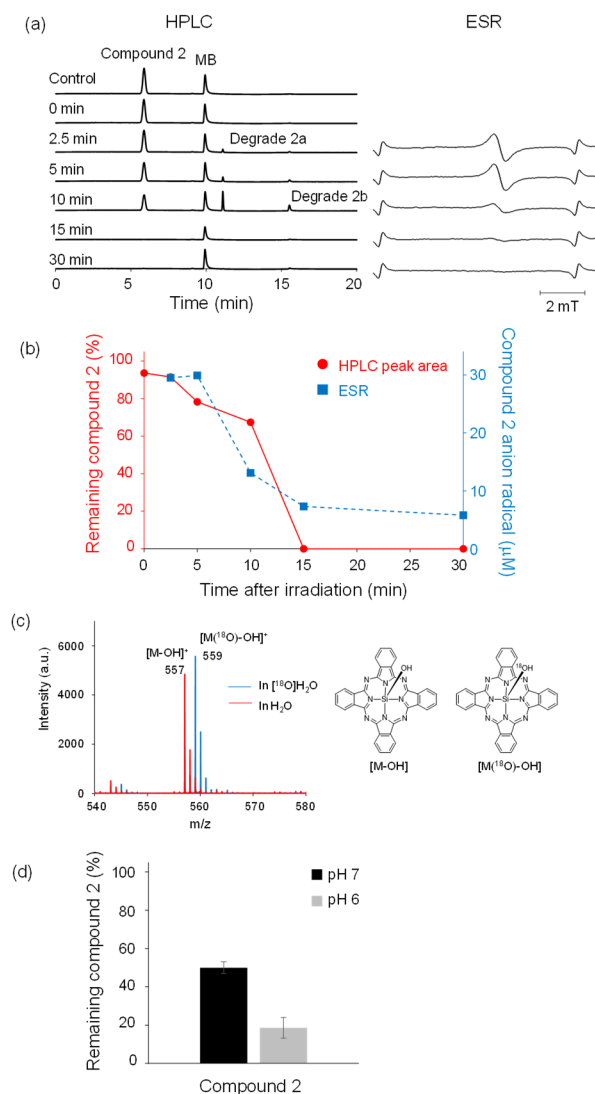 (a)
HPLC
ESR
Compound 2
MB
Control
0 min
2.5 min
Degrade 2a
5 min
10 min
Degrade 2b
15 min
30 min
0 5 10 15 20
Time (min)
2 mT
(b)
Remaining compound 2 (%)
100
80
60
40
20
0
HPLC peak area
ESR
30
20
10
0
Compound 2 anion radical (μM)
0 5 10 15 20 25 30
Time after irradiation (min)
(c)
Intensity (a.u.)
6000
4000
2000
0
[M-OH]⁺
557
[M(¹⁸O)-OH]⁺
559
In [¹⁸O]H₂O
In H₂O
540 550 560 570 580
m/z
OH
N N N
N Si N
N N N
[M-OH]
¹⁸OH
N N N
N Si N
N N N
[M(¹⁸O)-OH]
(d)
Remaining compound 2 (%)
100
80
60
40
20
0
pH 7
pH 6
Compound 2